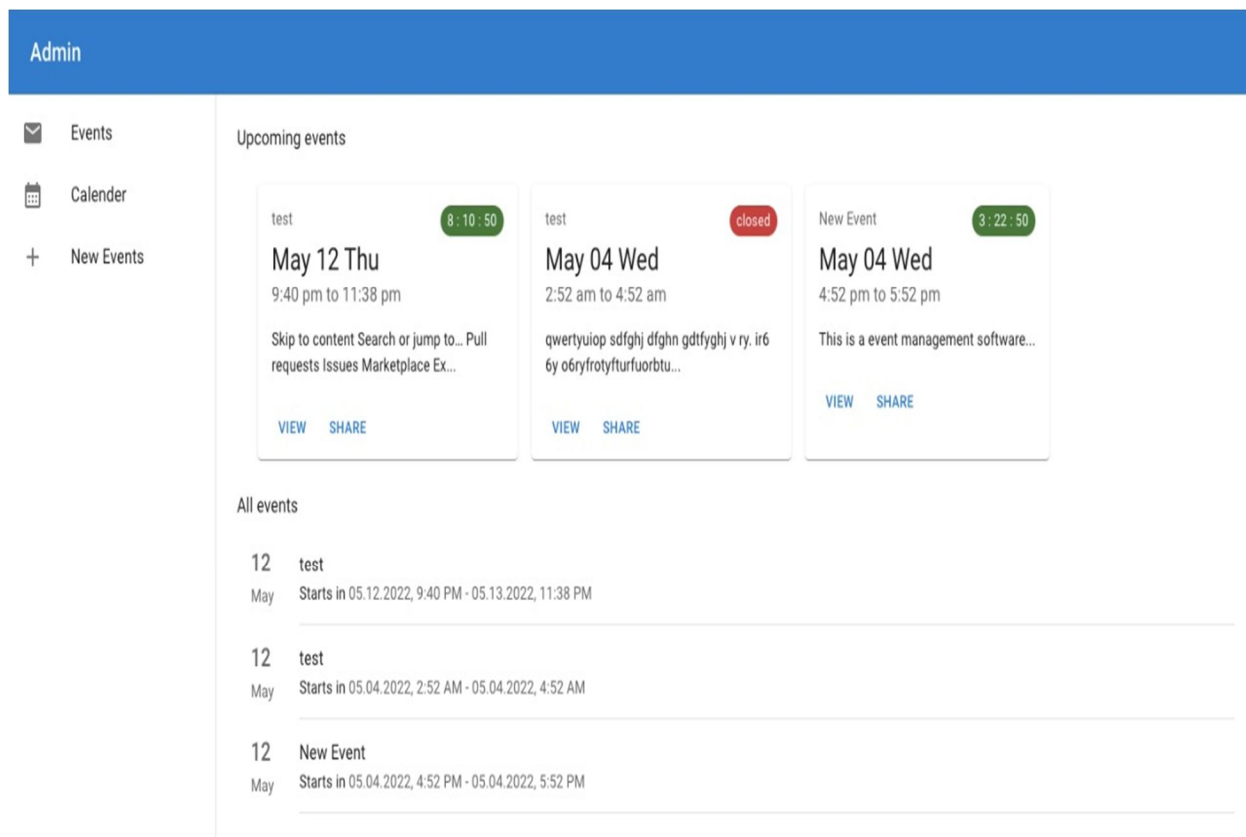 Admin
Events
Calender
New Events
Upcoming events
test
8 : 10 : 50
May 12 Thu
9:40 pm to 11:38 pm
Skip to content Search or jump to... Pull
requests Issues Marketplace Ex...
VIEW SHARE
test
closed
May 04 Wed
2:52 am to 4:52 am
qwertyuiop sdfghj dfghn gdtfyghj v ry. ir6
6y o6ryfrotyfturfuorbtu...
VIEW SHARE
New Event
3 : 22 : 50
May 04 Wed
4:52 pm to 5:52 pm
This is a event management software...
VIEW SHARE
All events
12
May
test
Starts in 05.12.2022, 9:40 PM - 05.13.2022, 11:38 PM
12
May
test
Starts in 05.04.2022, 2:52 AM - 05.04.2022, 4:52 AM
12
May
New Event
Starts in 05.04.2022, 4:52 PM - 05.04.2022, 5:52 PM